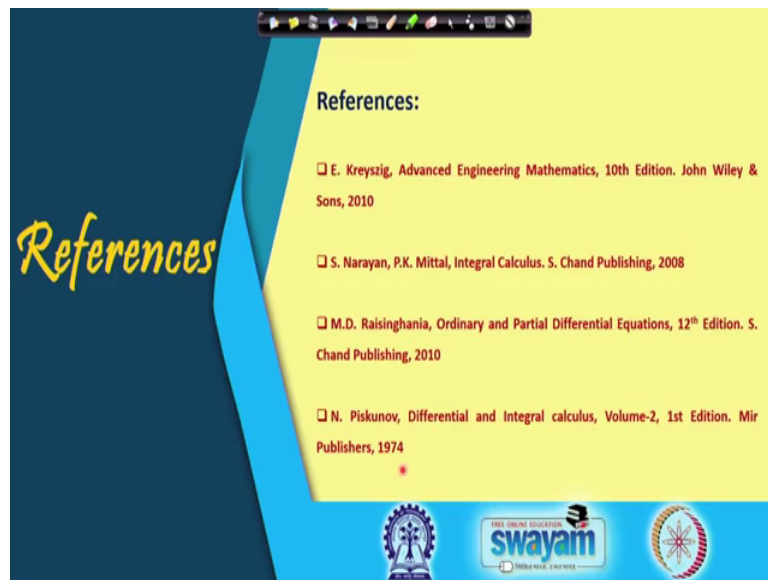 References
References:
❑ E. Kreyszig, Advanced Engineering Mathematics, 10th Edition. John Wiley &
Sons, 2010
❑ S. Narayan, P.K. Mittal, Integral Calculus. S. Chand Publishing, 2008
❑ M.D. Raisinghania, Ordinary and Partial Differential Equations, 12th Edition. S.
Chand Publishing, 2010
❑ N. Piskunov, Differential and Integral calculus, Volume-2, 1st Edition. Mir
Publishers, 1974
FREE ONLINE EDUCATION
swayam